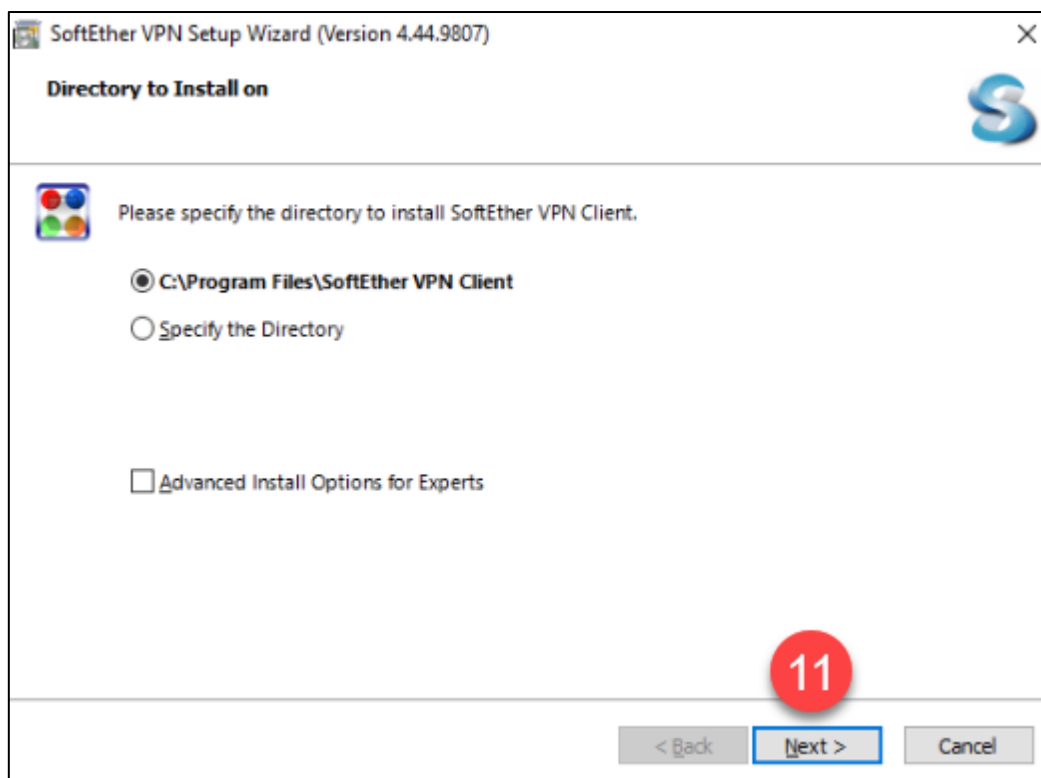 SoftEther VPN Setup Wizard (Version 4.44.9807)
Directory to Install on
Please specify the directory to install SoftEther VPN Client.
C:\Program Files\SoftEther VPN Client
Specify the Directory
Advanced Install Options for Experts
11
< Back
Next >
Cancel